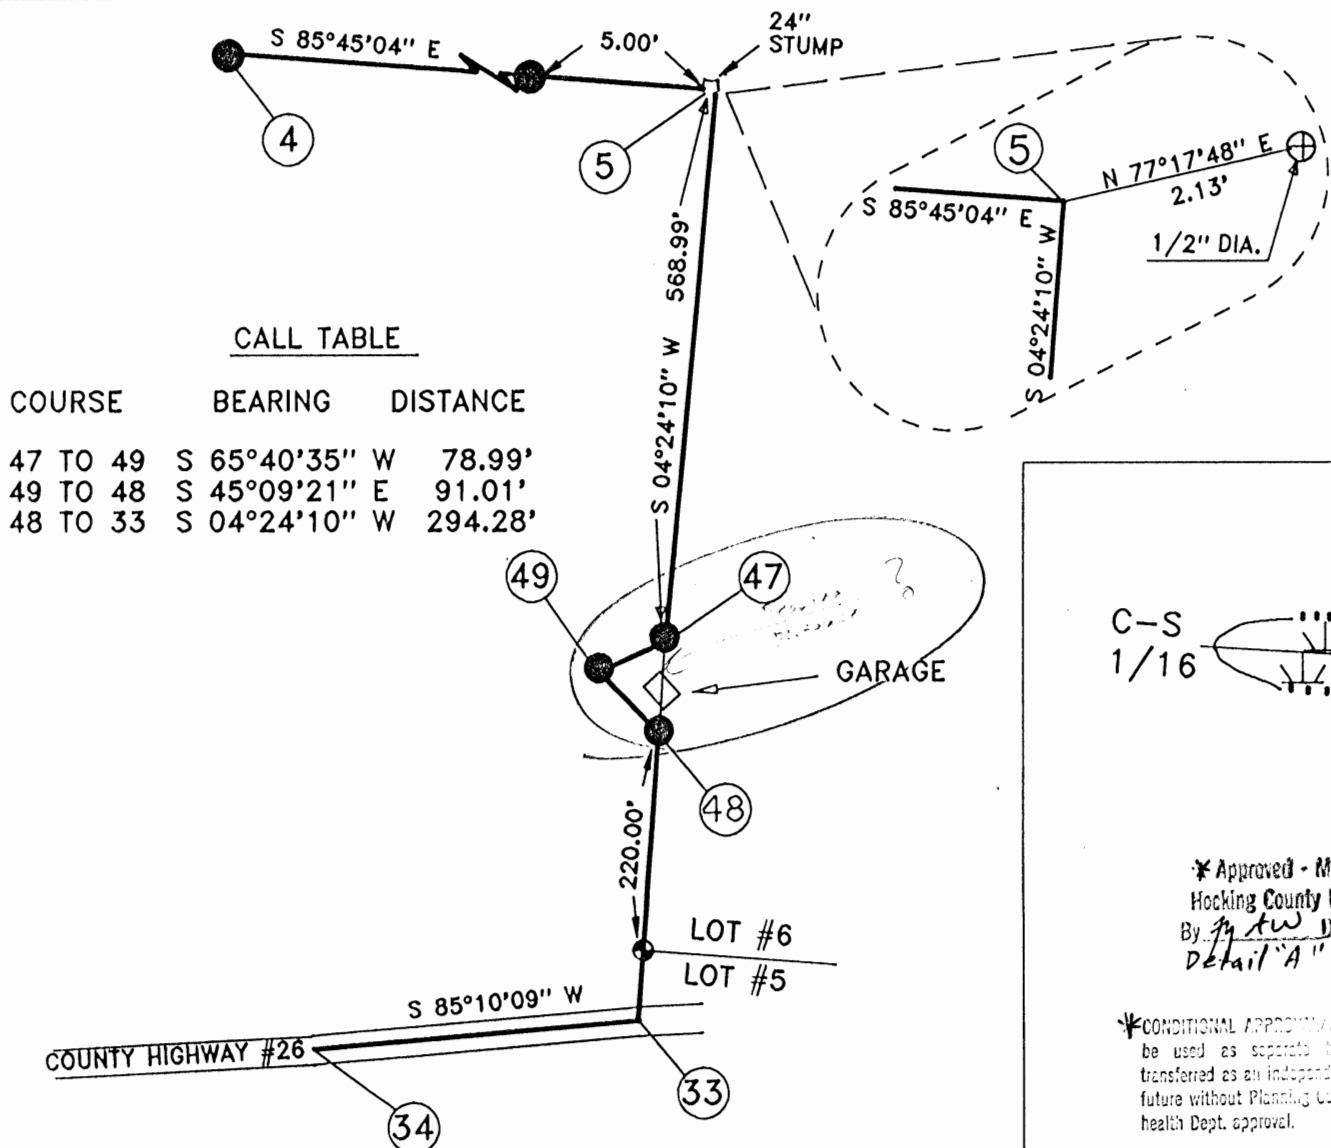 S 85°45'04" E
5.00'
24"
STUMP
4
5
5
N 77°17'48" E
2.13'
S 85°45'04" E
1/2" DIA.
S 04°24'10" W
S 04°24'10" W 568.99'
CALL TABLE
COURSE BEARING DISTANCE
47 TO 49 S 65°40'35" W 78.99'
49 TO 48 S 45°09'21" E 91.01'
48 TO 33 S 04°24'10" W 294.28'
49
47
?
GARAGE
C-S
1/16
48
220.00'
LOT #6
LOT #5
S 85°10'09" W
COUNTY HIGHWAY #26
33
34
* Approved - M
Hocking County
By
Detail "A"
*CONDITIONAL
be used as separate
transferred as an
future without Planning
health Dept. approval.